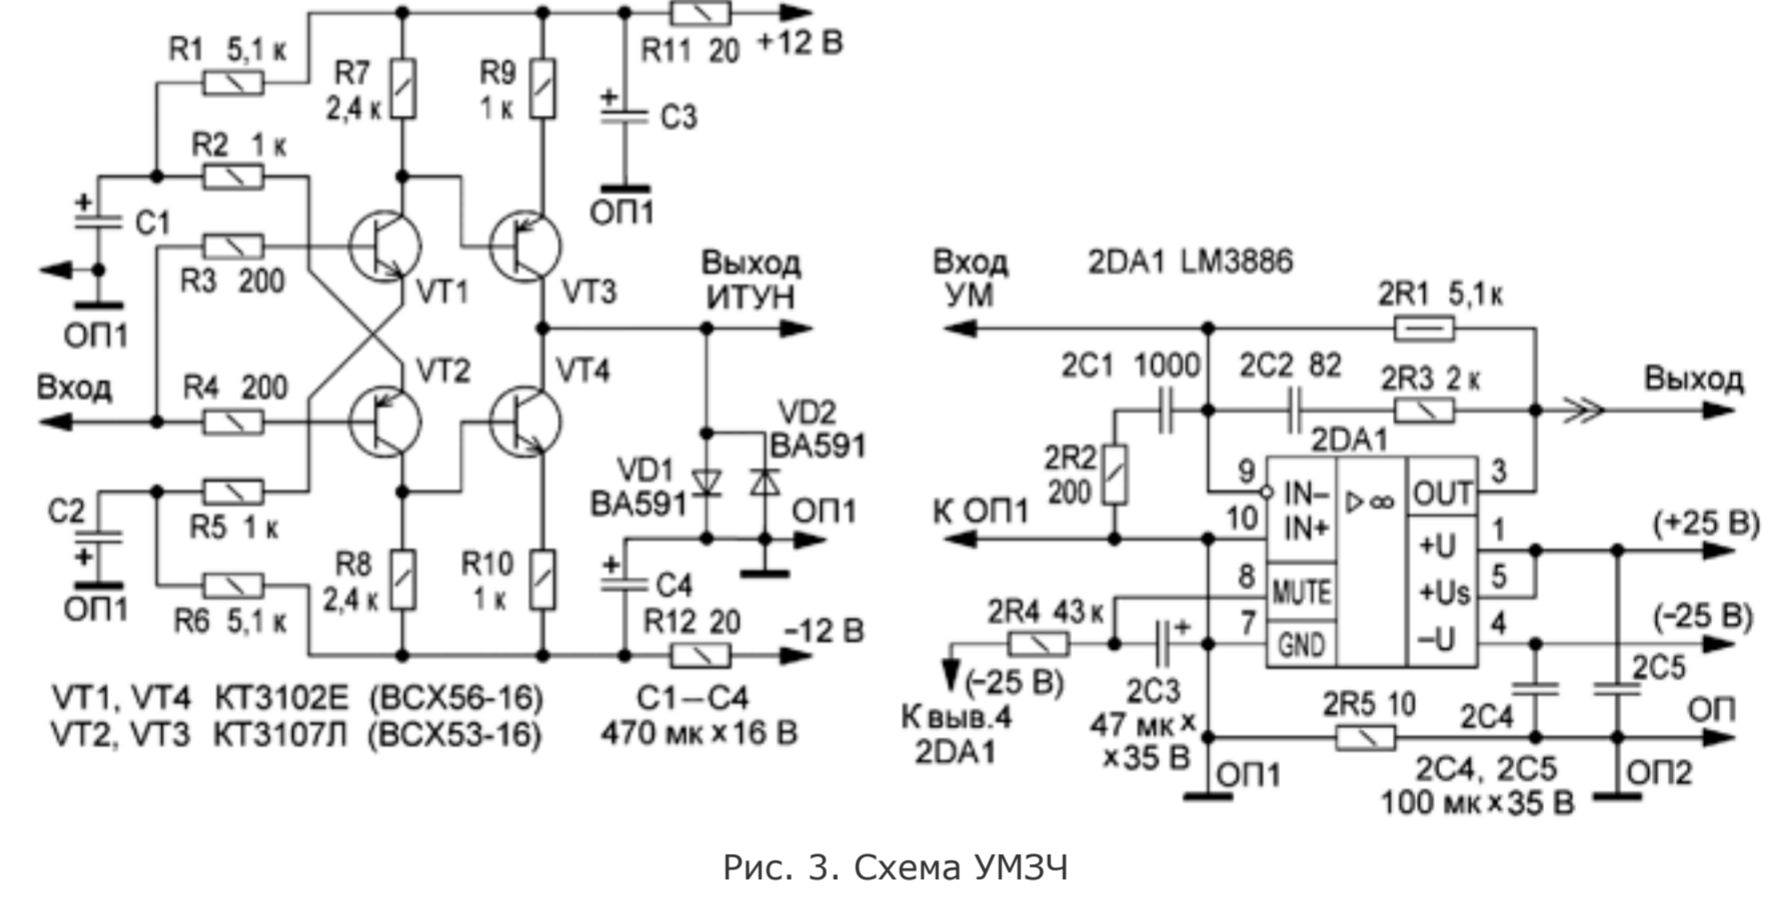 R1 5,1 к
R7
2,4 к
R9
1 к
R11 20
+12 В
+
C3
ОП1
R2 1 к
+
C1
ОП1
R3 200
VT1
VT3
Выход
ИТУН
Вход
R4 200
VT2
VT4
VD2
BA591
VD1
BA591
ОП1
C2
+
ОП1
R5 1 к
R6 5,1 к
R8
2,4 к
R10
1 к
+
C4
R12 20
–12 В
VT1, VT4 КТ3102Е (BCX56-16)
VT2, VT3 КТ3107Л (BCX53-16)
C1–C4
470 мк×16 В
Вход
УМ
2DA1 LM3886
2R1 5,1к
2C1 1000
2C2 82
2R3 2 к
Выход
2DA1
2R2
200
9
10
8
7
IN–
IN+
MUTE
GND
▷∞
OUT
+U
+Us
–U
3
1
5
4
(+25 В)
(–25 В)
К ОП1
2R4 43 к
+
(–25 В)
К выв.4
2DA1
2C3
47 мк×
×35 В
ОП1
2R5 10
2C4
2C5
ОП
2C4, 2C5
100 мк×35 В
ОП2
Рис. 3. Схема УМЗЧ